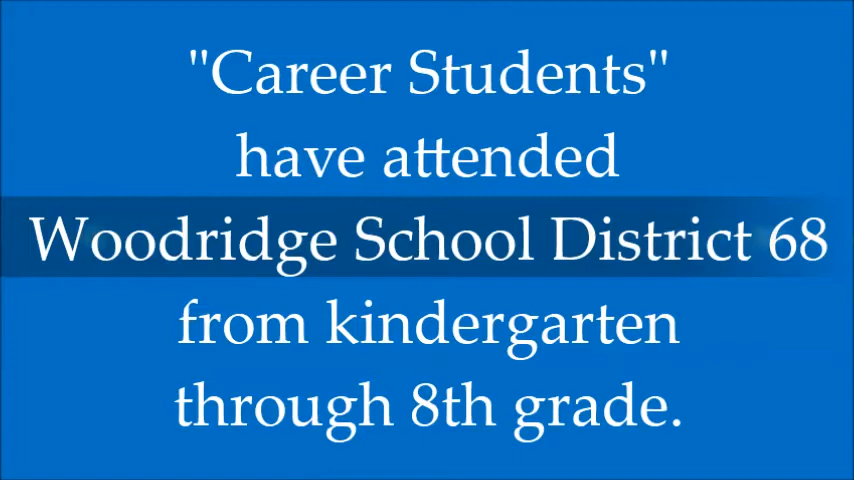 "Career Students"
have attended
Woodridge School District 68
from kindergarten
through 8th grade.